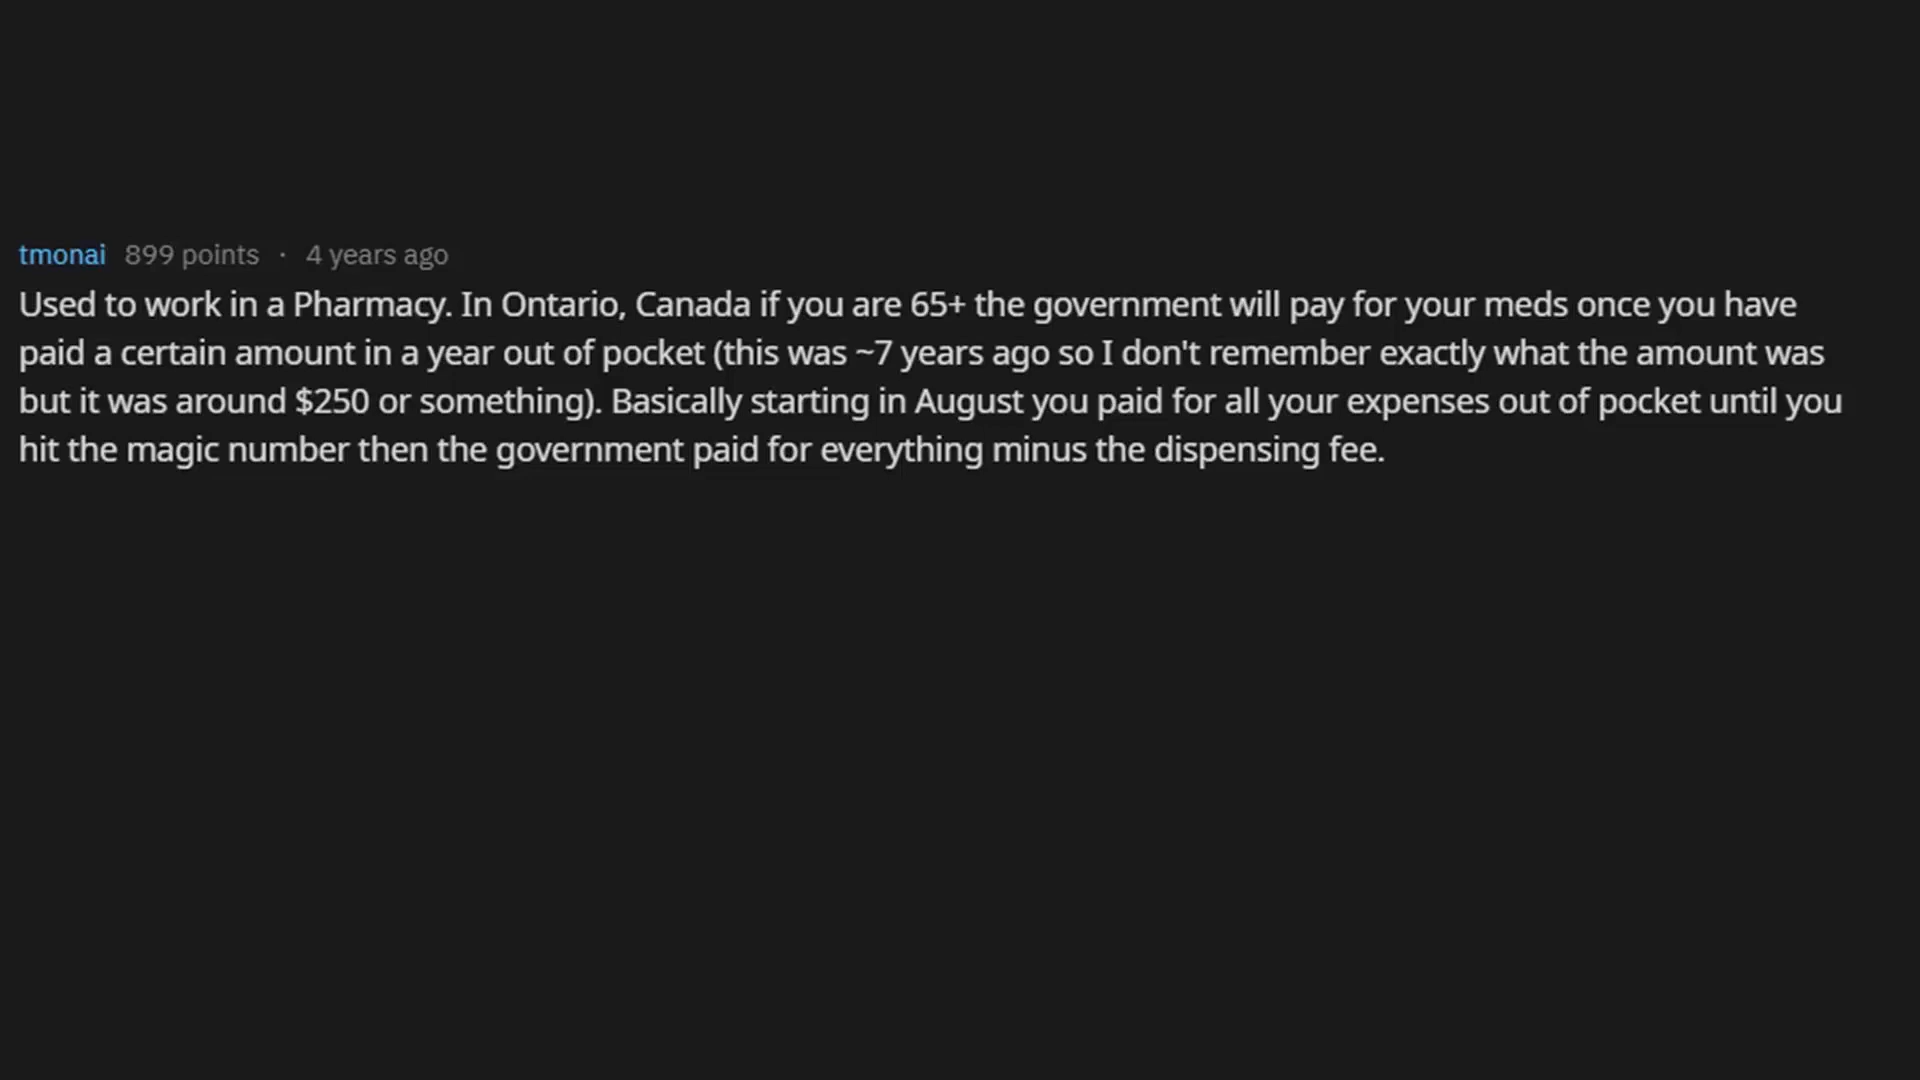 tmonai 899 points · 4 years ago
Used to work in a Pharmacy. In Ontario, Canada if you are 65+ the government will pay for your meds once you have
paid a certain amount in a year out of pocket (this was ~7 years ago so I don't remember exactly what the amount was
but it was around $250 or something). Basically starting in August you paid for all your expenses out of pocket until you
hit the magic number then the government paid for everything minus the dispensing fee.